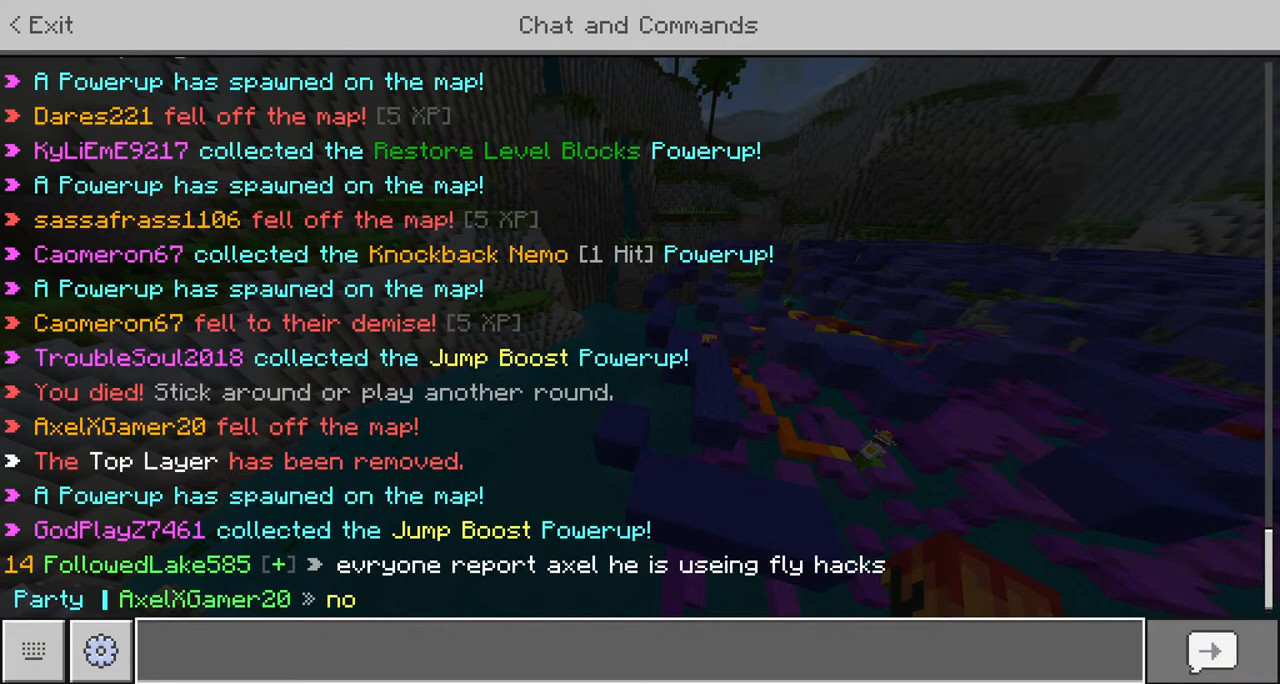 < Exit
Chat and Commands
A Powerup has spawned on the map!
Dares221 fell off the map! [5 XP]
KyLiEmE9217 collected the Restore Level Blocks Powerup!
A Powerup has spawned on the map!
sassafrass1106 fell off the map! [5 XP]
Caomeron67 collected the Knockback Nemo [1 Hit] Powerup!
A Powerup has spawned on the map!
Caomeron67 fell to their demise! [5 XP]
TroubleSoul2018 collected the Jump Boost Powerup!
You died! Stick around or play another round.
AxelXGamer20 fell off the map!
The Top Layer has been removed.
A Powerup has spawned on the map!
GodPlayZ7461 collected the Jump Boost Powerup!
14 FollowedLake585 [+] » evryone report axel he is useing fly hacks
Party | AxelXGamer20 » no